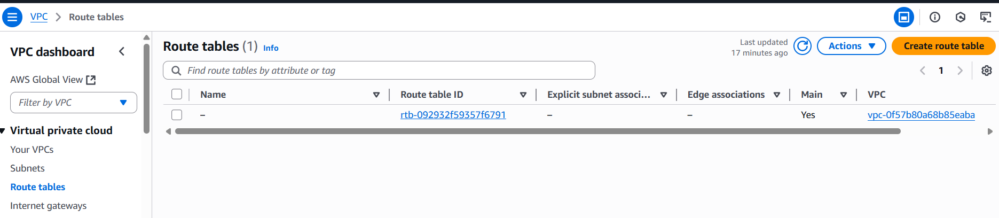 VPC > Route tables
VPC dashboard
AWS Global View
Filter by VPC
Virtual private cloud
Your VPCs
Subnets
Route tables
Internet gateways
Route tables (1) Info
Last updated
17 minutes ago
Actions
Create route table
Find route tables by attribute or tag
1
Name Route table ID Explicit subnet associ... Edge associations Main VPC
– rtb-092932f59357f6791 – – Yes vpc-0f57b80a68b85eaba